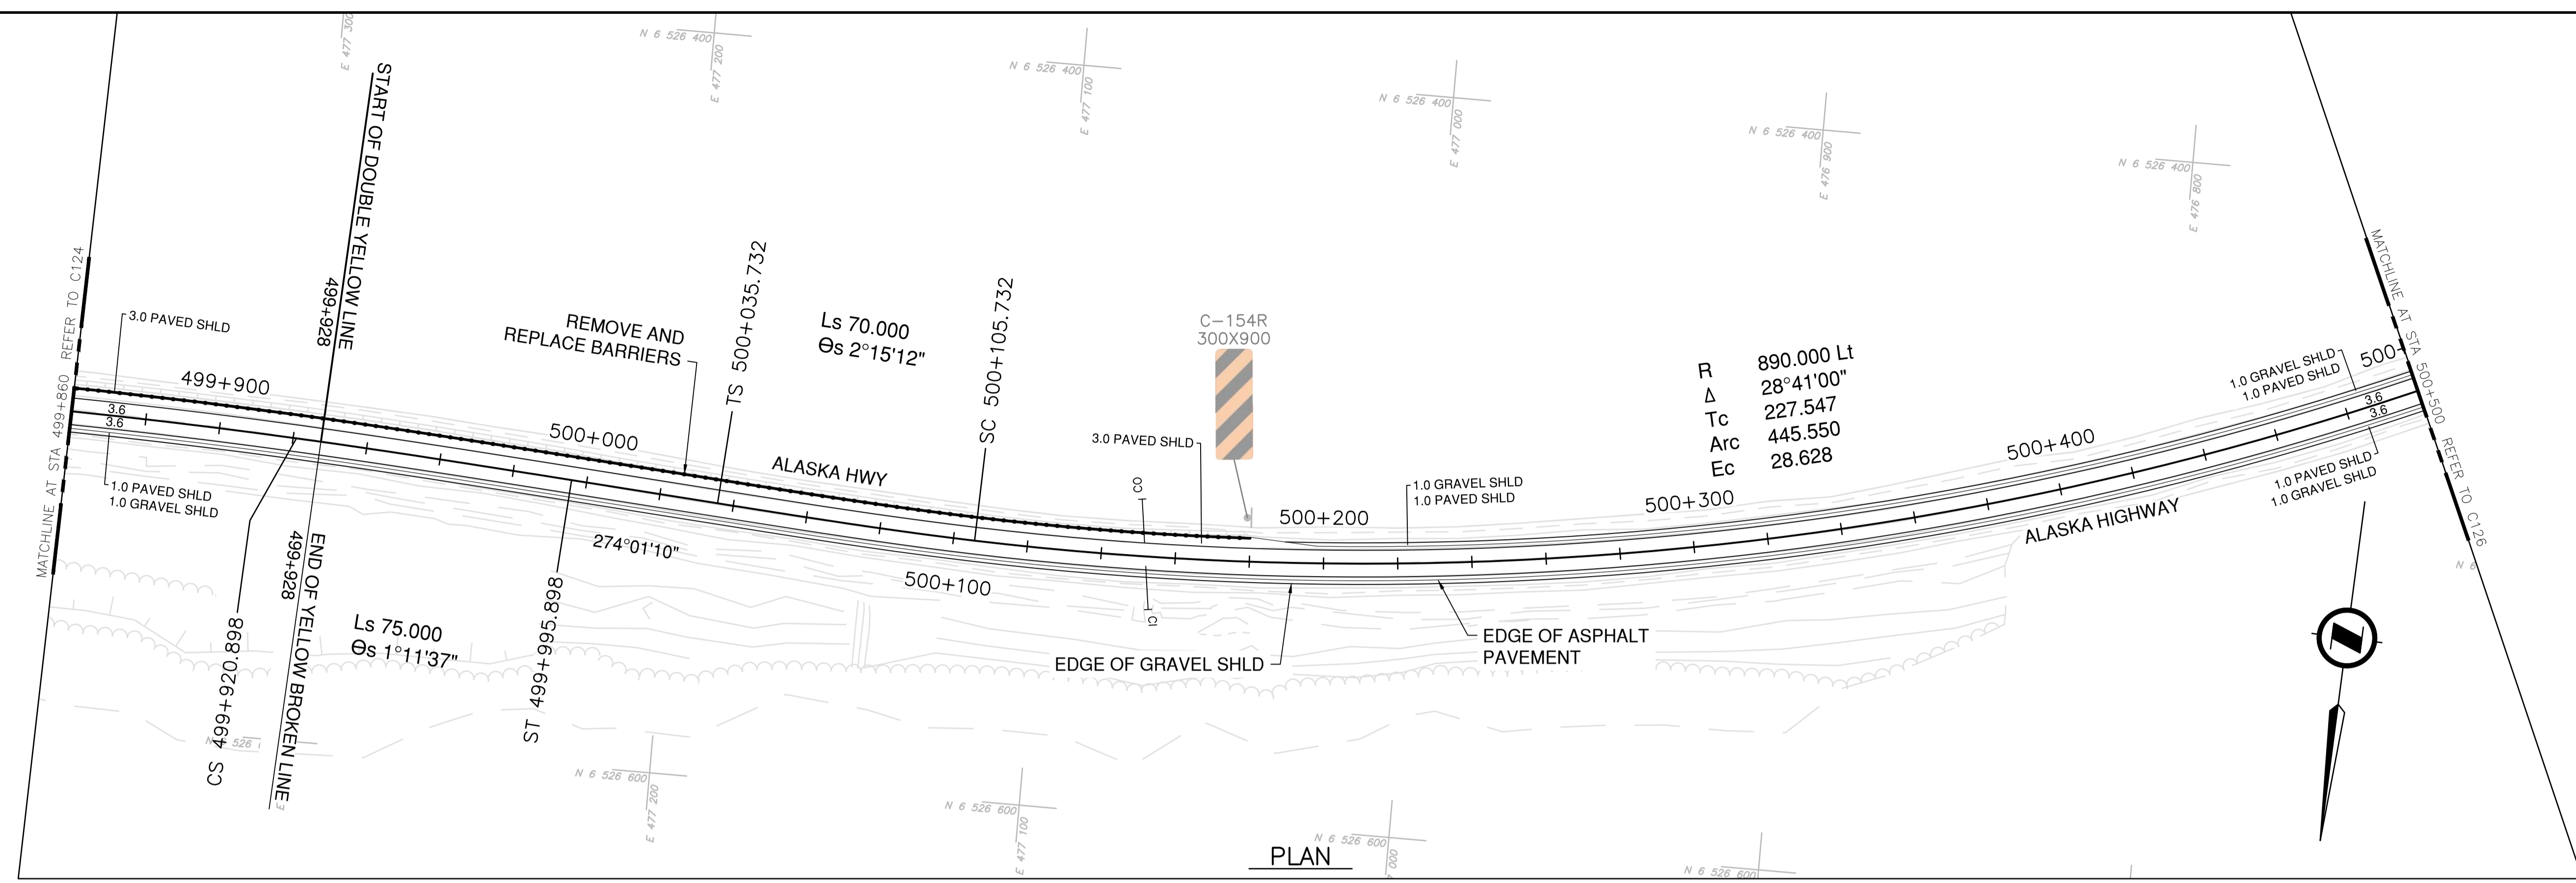 E 477 300
N 6 526 400
E 477 200
N 6 526 400
E 477 100
N 6 526 400
E 477 000
N 6 526 400
E 476 900
N 6 526 400
E 476 800
MATCHLINE AT STA 499+860 REFER TO C124
3.0 PAVED SHLD
499+900
3.6
3.6
1.0 PAVED SHLD
1.0 GRAVEL SHLD
START OF DOUBLE YELLOW LINE
499+928
END OF YELLOW BROKEN LINE
499+928
CS 499+920.898
Ls 75.000
Θs 1°11'37"
ST 499+995.898
REMOVE AND
REPLACE BARRIERS
500+000
274°01'10"
TS 500+035.732
Ls 70.000
Θs 2°15'12"
ALASKA HWY
SC 500+105.732
500+100
3.0 PAVED SHLD
CO
CI
C-154R
300X900
500+200
1.0 GRAVEL SHLD
1.0 PAVED SHLD
EDGE OF GRAVEL SHLD
EDGE OF ASPHALT
PAVEMENT
R 890.000 Lt
Δ 28°41'00"
Tc 227.547
Arc 445.550
Ec 28.628
500+300
500+400
ALASKA HIGHWAY
1.0 GRAVEL SHLD
1.0 PAVED SHLD
500+
3.6
3.6
1.0 PAVED SHLD
1.0 GRAVEL SHLD
MATCHLINE AT STA 500+500 REFER TO C126
N 6
N 526
E
N 6 526 600
E 477 200
N 6 526 600
E 477 100
N 6 526 600
000
N 6 526 600
PLAN